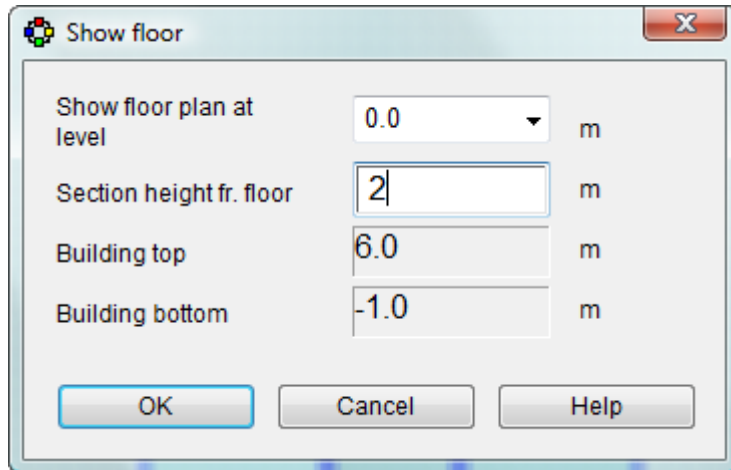 Show floor
Show floor plan at
level
0.0
m
Section height fr. floor
2
m
Building top
6.0
m
Building bottom
-1.0
m
OK
Cancel
Help